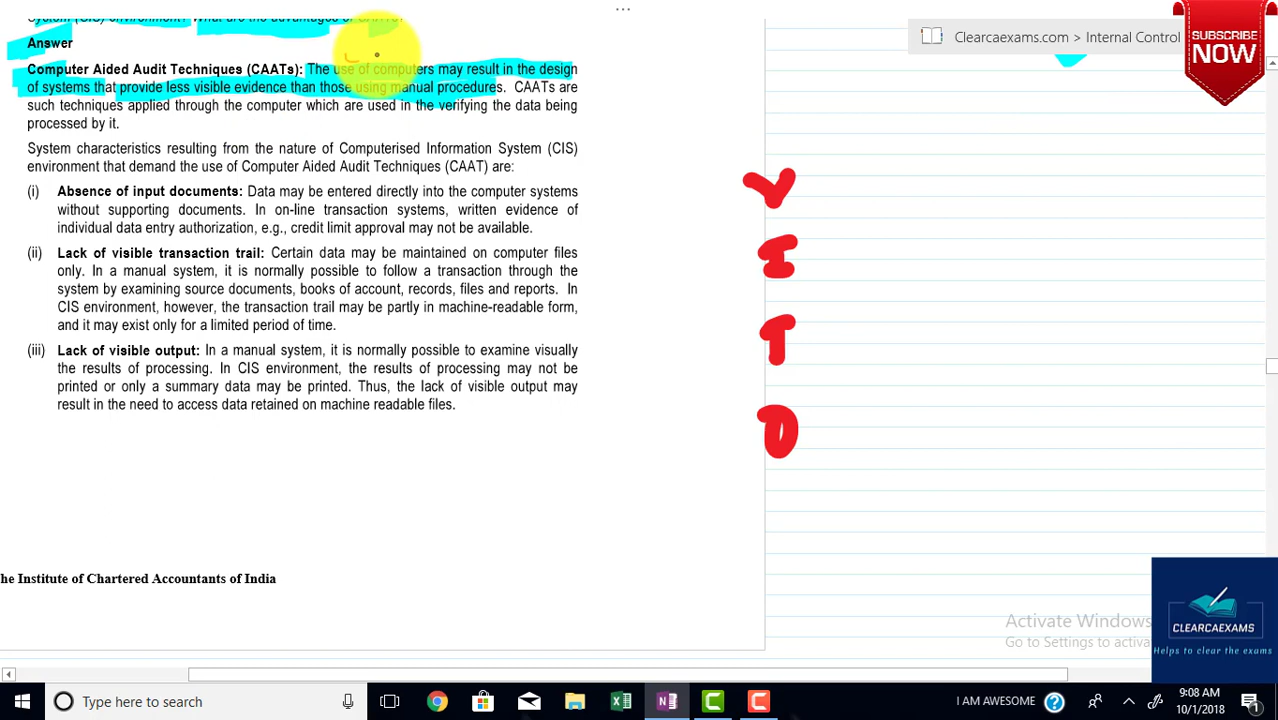 System (CIS) environment? What are the advantages of CAATs?
Clearcaexams.com > Internal Control
SUBSCRIBE
NOW
Answer
Computer Aided Audit Techniques (CAATs): The use of computers may result in the design
of systems that provide less visible evidence than those using manual procedures. CAATs are
such techniques applied through the computer which are used in the verifying the data being
processed by it.
System characteristics resulting from the nature of Computerised Information System (CIS)
environment that demand the use of Computer Aided Audit Techniques (CAAT) are:
(i) Absence of input documents: Data may be entered directly into the computer systems
without supporting documents. In on-line transaction systems, written evidence of
individual data entry authorization, e.g., credit limit approval may not be available.
(ii) Lack of visible transaction trail: Certain data may be maintained on computer files
only. In a manual system, it is normally possible to follow a transaction through the
system by examining source documents, books of account, records, files and reports. In
CIS environment, however, the transaction trail may be partly in machine-readable form,
and it may exist only for a limited period of time.
(iii) Lack of visible output: In a manual system, it is normally possible to examine visually
the results of processing. In CIS environment, the results of processing may not be
printed or only a summary data may be printed. Thus, the lack of visible output may
result in the need to access data retained on machine readable files.
V
I
T
O
he Institute of Chartered Accountants of India
Activate Windows
Go to Settings to activa
CLEARCAEXAMS
Helps to clear the exams
Type here to search
I AM AWESOME
9:08 AM
10/1/2018